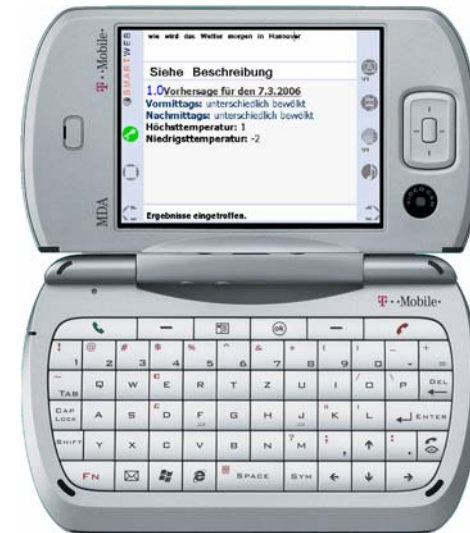 T · · Mobile ·
SMARTWEB
MDA
wie wird das Wetter morgen in Hannover
Siehe Beschreibung
1.0 Vorhersage für den 7.3.2006
Vormittags: unterschiedlich bewölkt
Nachmittags: unterschiedlich bewölkt
Höchsttemperatur: 1
Niedrigsttemperatur: -2
Ergebnisse eingetroffen.
T · · Mobile ·
ok
! 1 @ 2 # 3 $ 4 % 5 ^ 6 & 7 * 8 ( 9 ) 0 _ - + =
TAB Q W € E R T Z U I / O \ P DEL
CAP LOCK A S £ D F G H J " K ' L ENTER
SHIFT Y X C V B N ? M ; , ↑ : .
FN SPACE SYM ← ↓ →